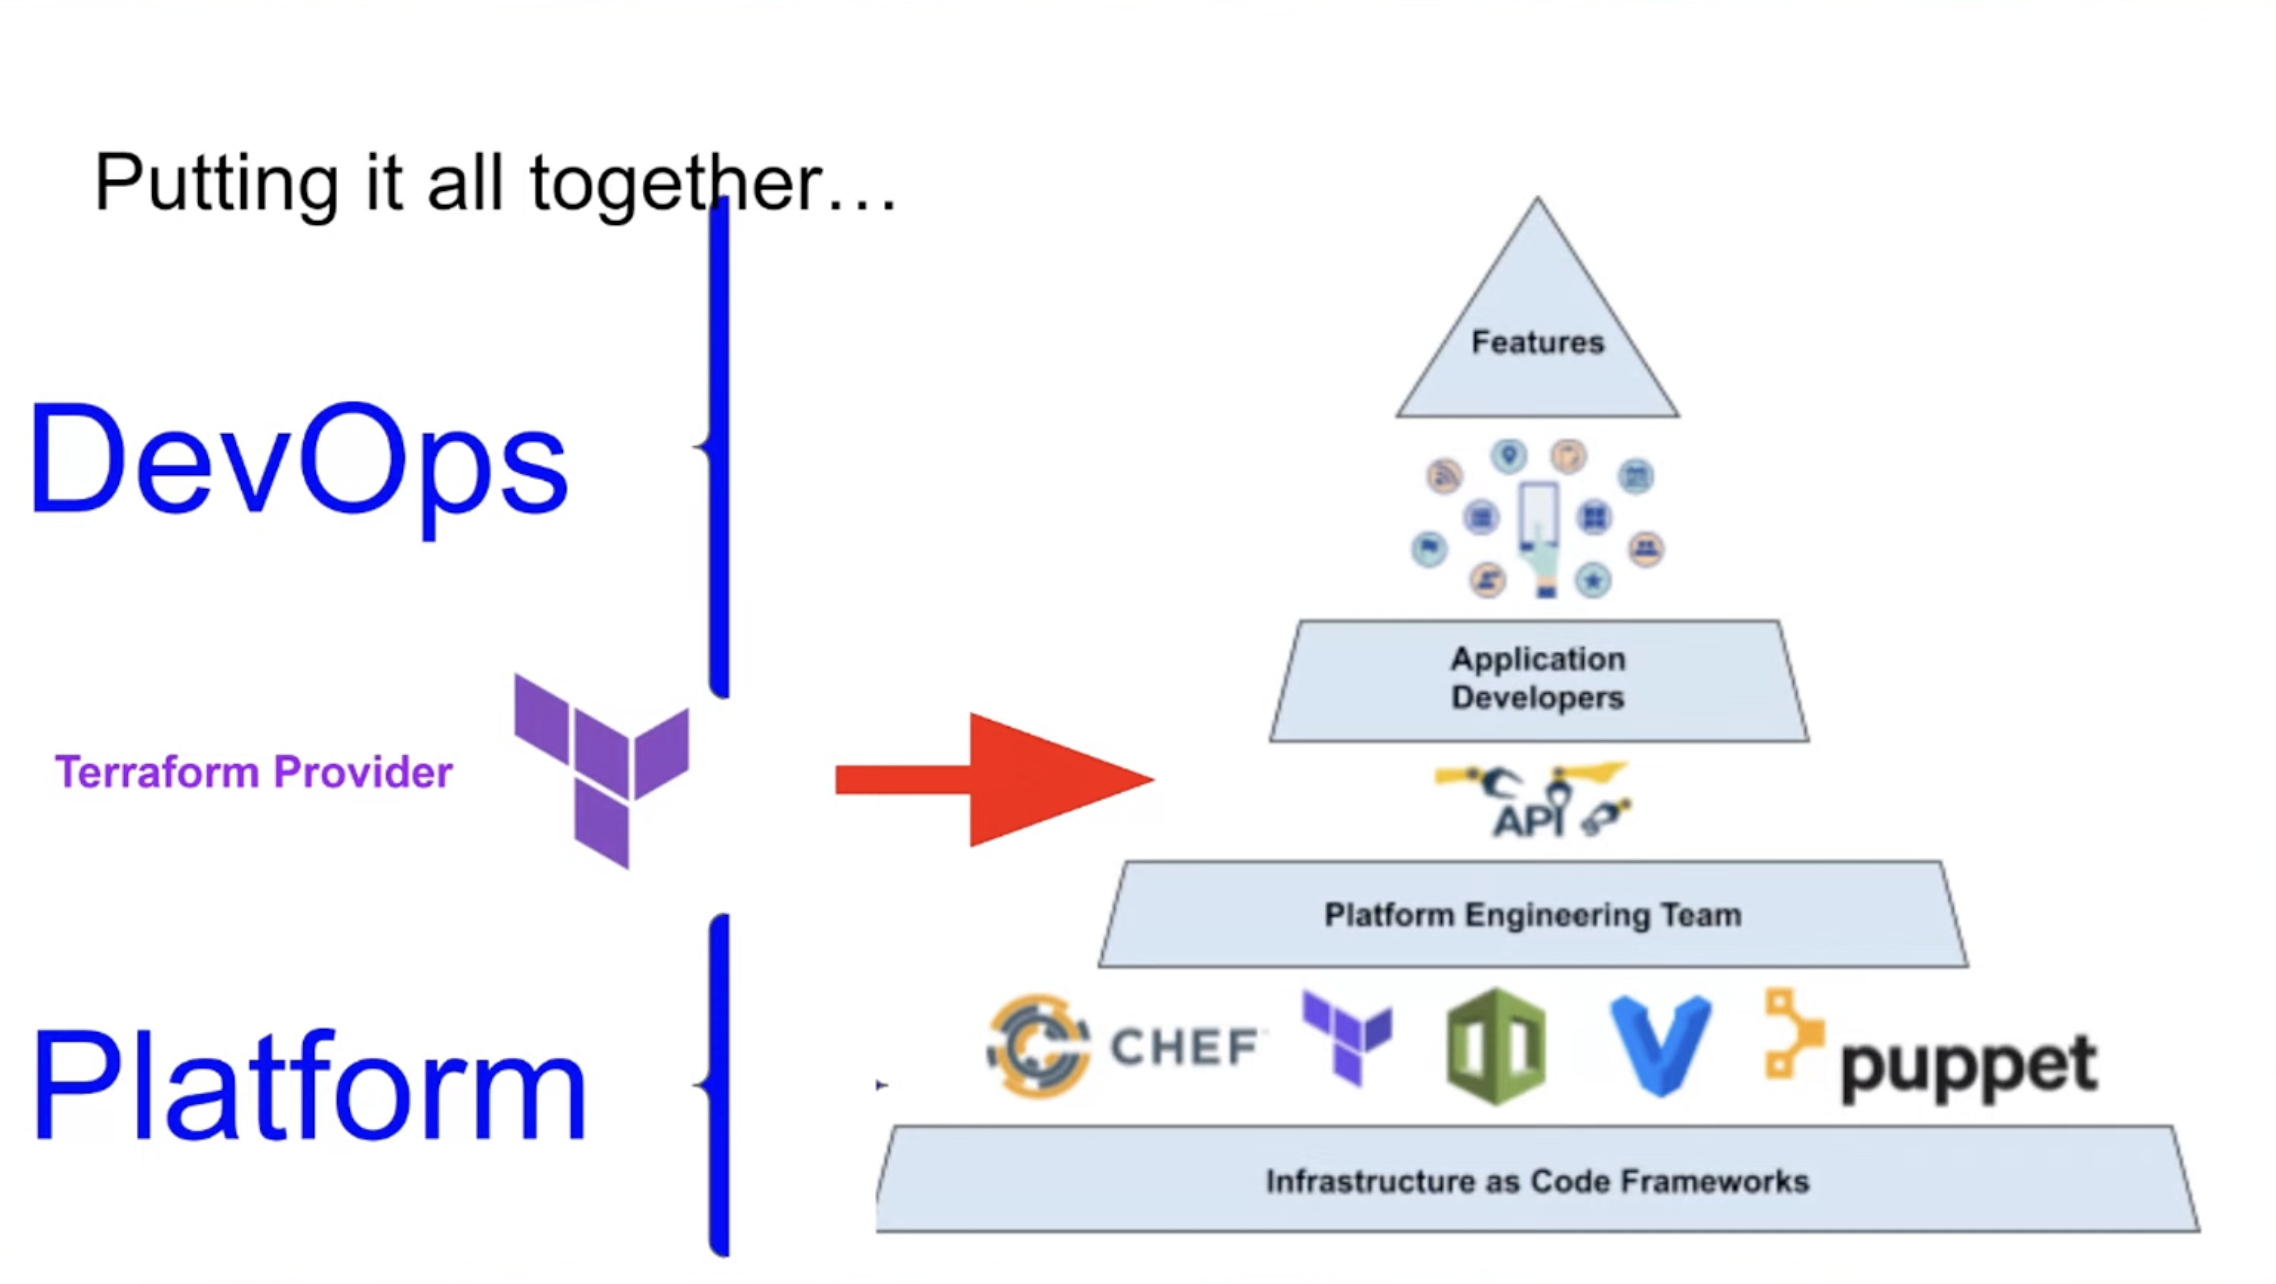 Putting it all together…
DevOps
Terraform Provider
Platform
Features
Application
Developers
API
Platform Engineering Team
CHEF
puppet
Infrastructure as Code Frameworks